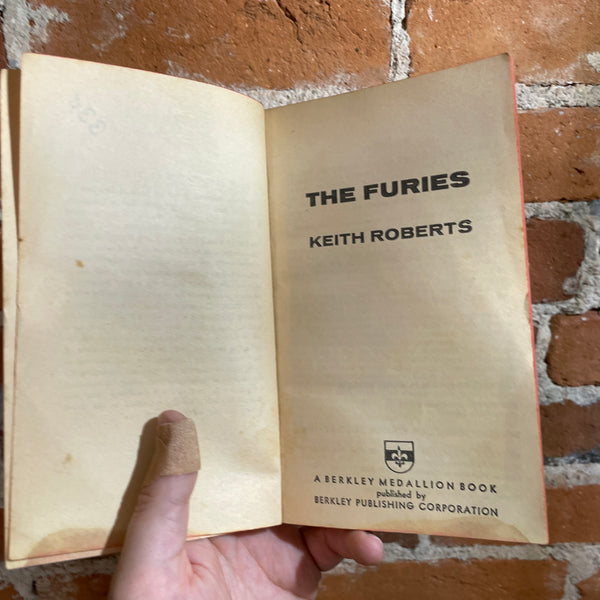 THE FURIES
KEITH ROBERTS
A BERKLEY MEDALLION BOOK
published by
BERKLEY PUBLISHING CORPORATION